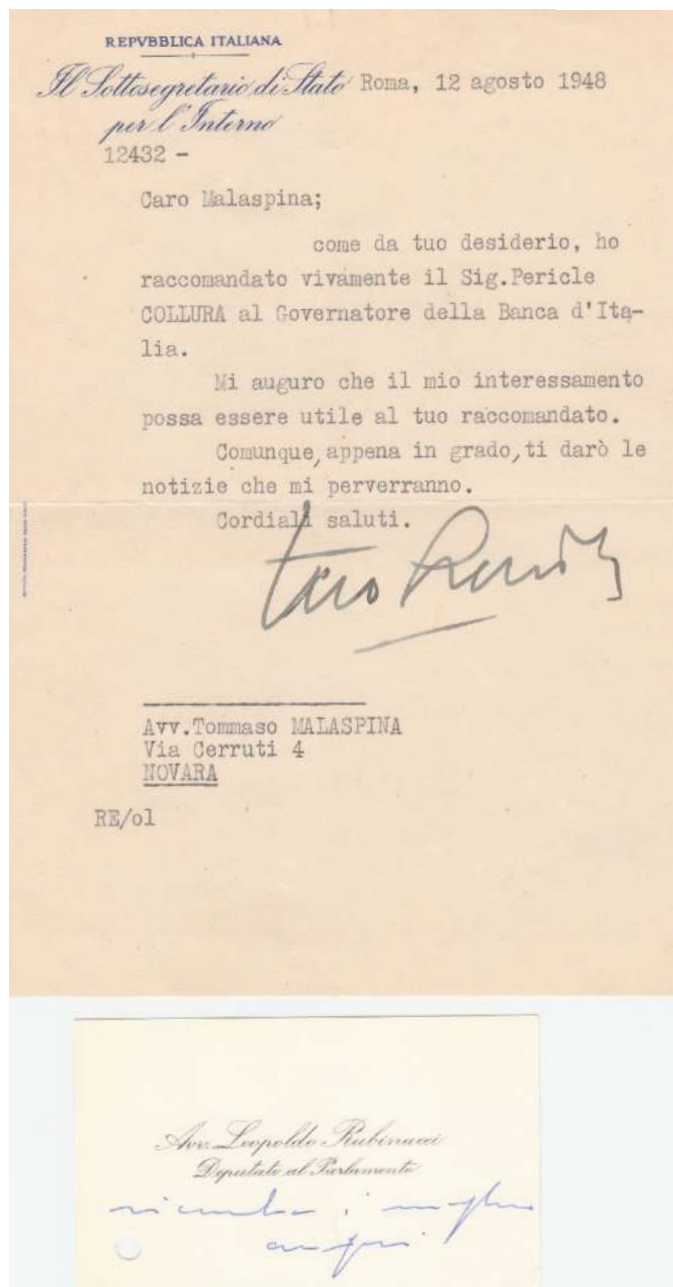 REPVBBLICA ITALIANA
Il Sottosegretario di Stato Roma, 12 agosto 1948
per l'Interno
12432 -
Caro Malaspina;
come da tuo desiderio, ho
raccomandato vivamente il Sig.Pericle
COLLURA al Governatore della Banca d'Ita-
lia.
Mi auguro che il mio interessamento
possa essere utile al tuo raccomandato.
Comunque,appena in grado,ti darò le
notizie che mi perverranno.
Cordiali saluti.
Avv.Tommaso MALASPINA
Via Cerruti 4
NOVARA
RE/ol
Avv. Leopoldo Rubinacci
Deputato al Parlamento
ricambia i
auguri